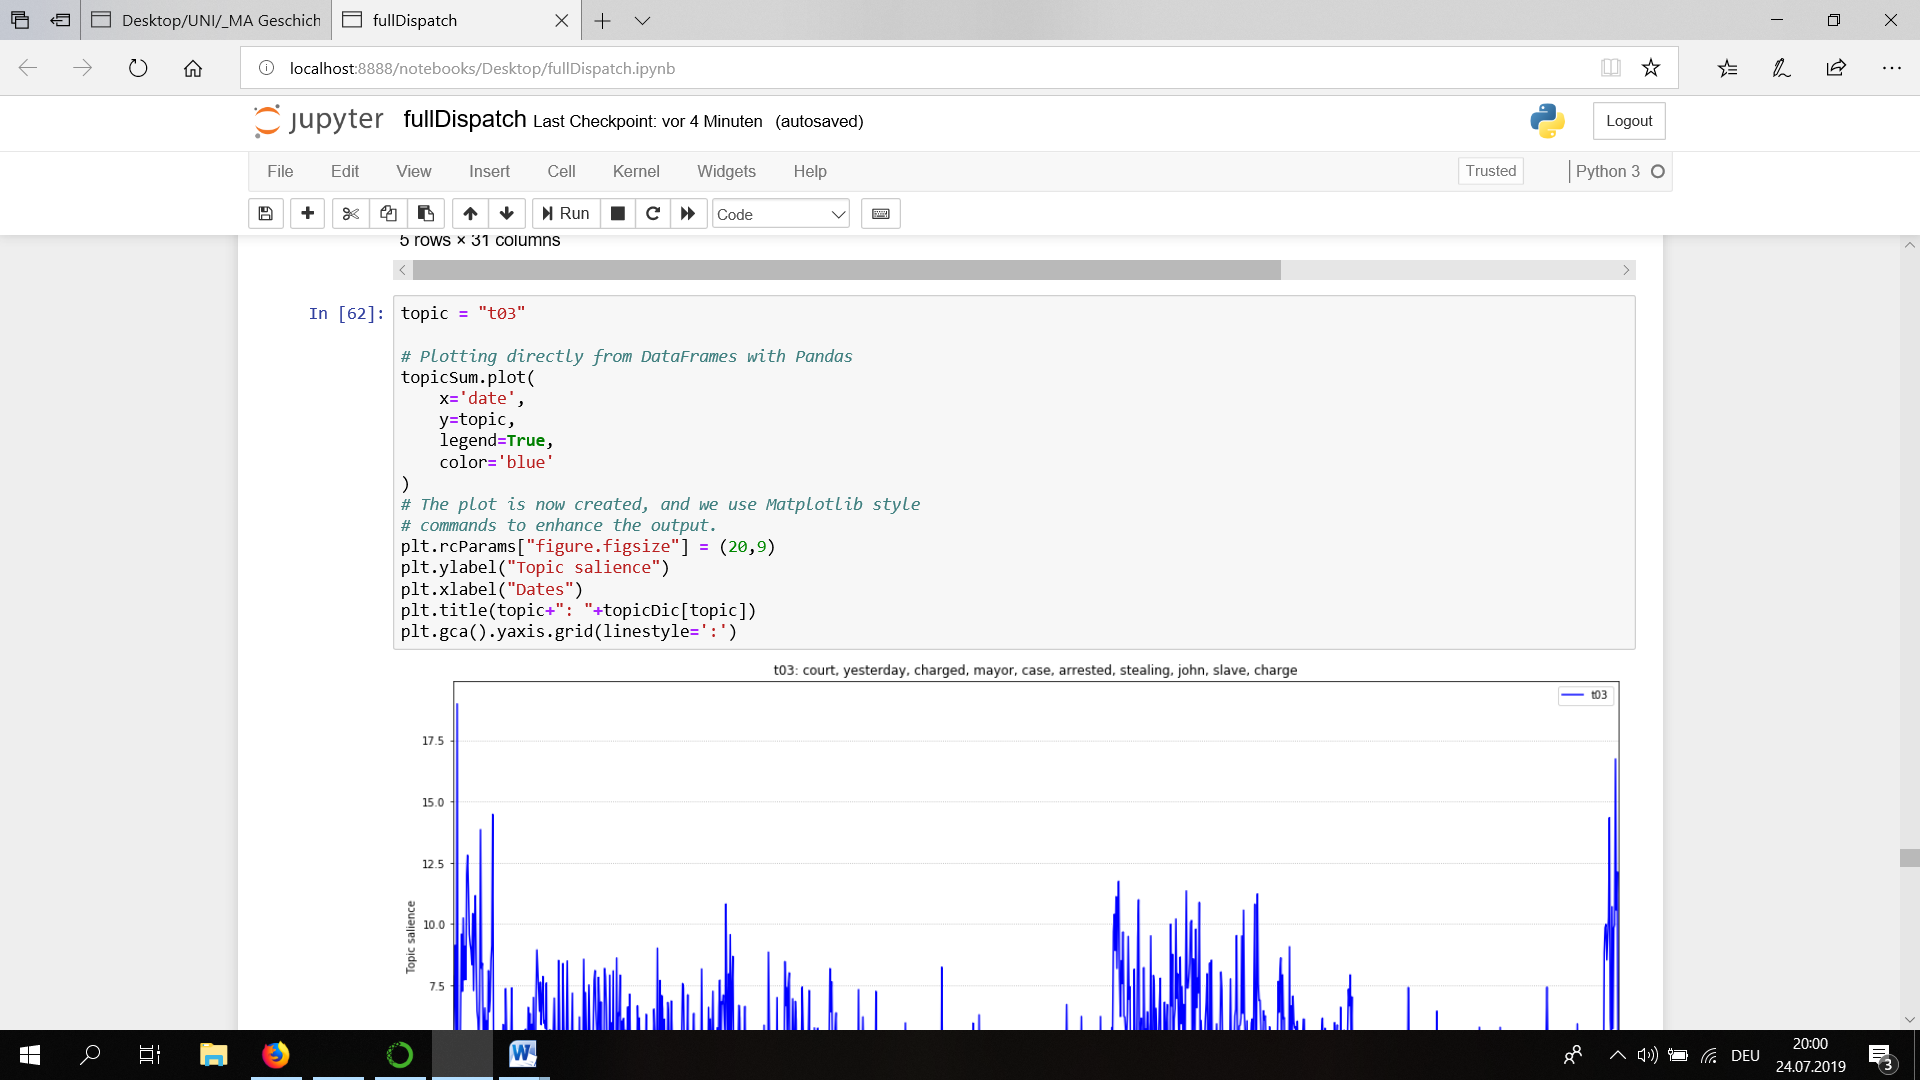 Desktop/UNI/_MA Geschich
fullDispatch
localhost:8888/notebooks/Desktop/fullDispatch.ipynb
jupyter fullDispatch Last Checkpoint: vor 4 Minuten (autosaved)
Logout
File Edit View Insert Cell Kernel Widgets Help
Trusted
Python 3
Run
Code
5 rows × 31 columns
In [62]:
topic = "t03"
# Plotting directly from DataFrames with Pandas
topicSum.plot(
    x='date',
    y=topic,
    legend=True,
    color='blue'
)
# The plot is now created, and we use Matplotlib style
# commands to enhance the output.
plt.rcParams["figure.figsize"] = (20,9)
plt.ylabel("Topic salience")
plt.xlabel("Dates")
plt.title(topic+": "+topicDic[topic])
plt.gca().yaxis.grid(linestyle=':')
t03: court, yesterday, charged, mayor, case, arrested, stealing, john, slave, charge
t03
17.5
15.0
12.5
10.0
7.5
Topic salience
W
DEU
20:00
24.07.2019
3